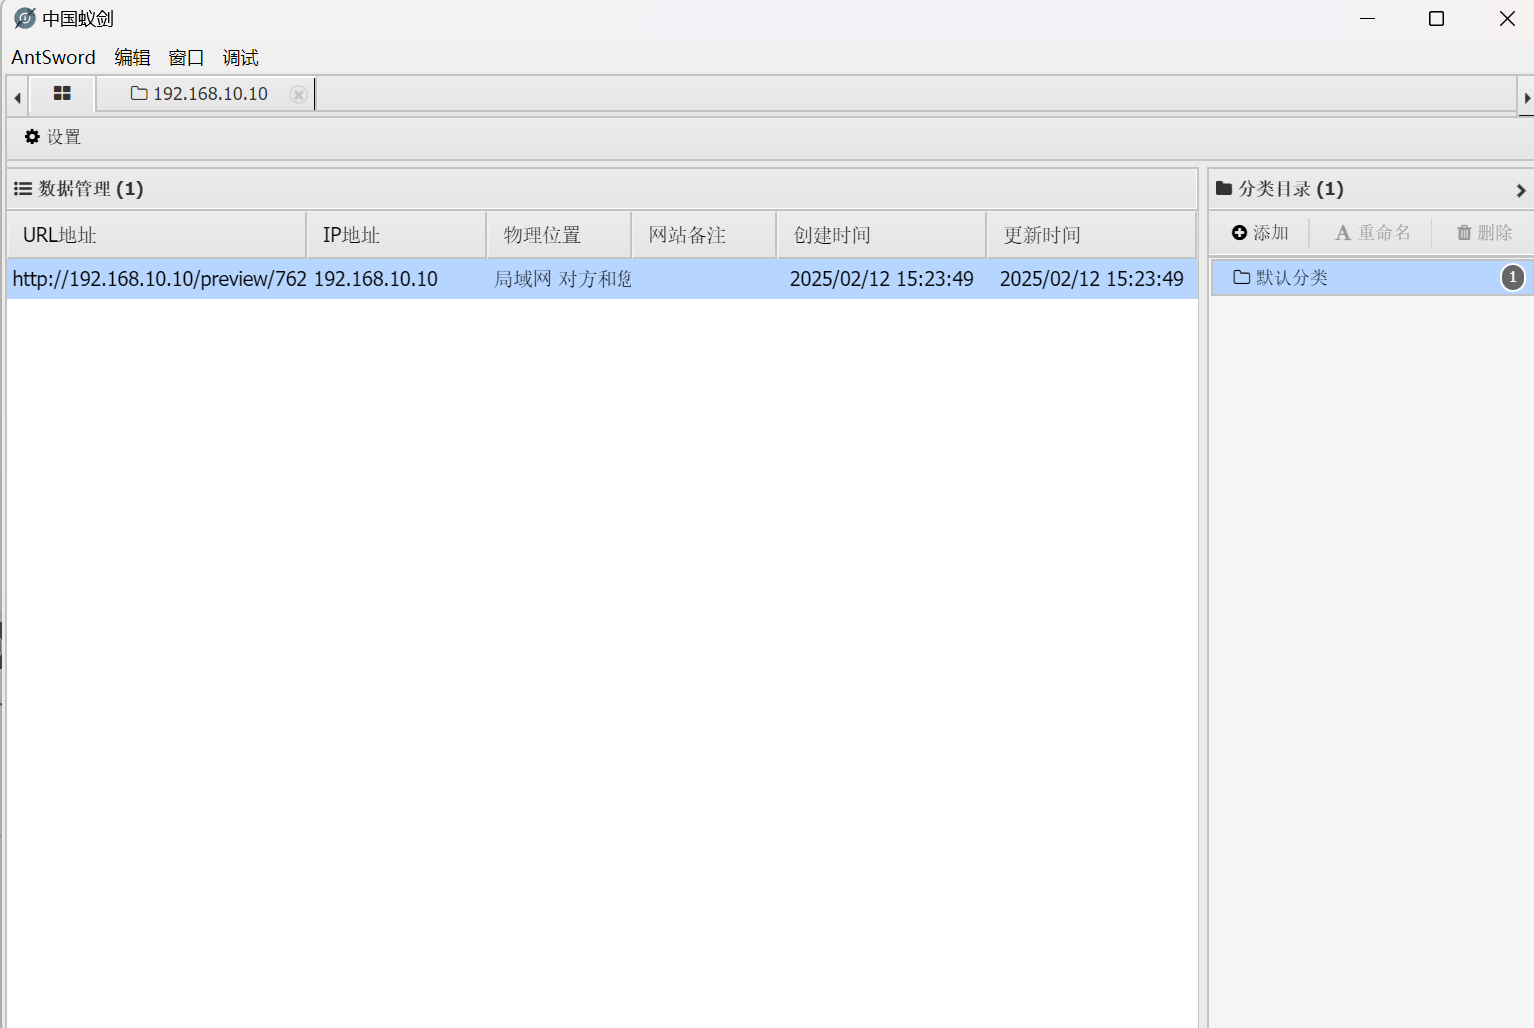 中国蚁剑
AntSword 编辑 窗口 调试
192.168.10.10
设置
数据管理 (1)
URL地址 IP地址 物理位置 网站备注 创建时间 更新时间
http://192.168.10.10/preview/762 192.168.10.10 局域网 对方和您 2025/02/12 15:23:49 2025/02/12 15:23:49
分类目录 (1)
添加 重命名 删除
默认分类 1